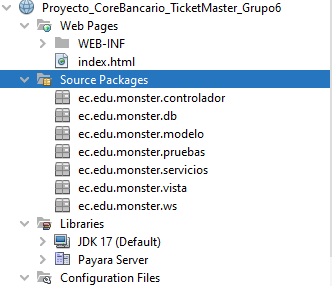 Proyecto_CoreBancario_TicketMaster_Grupo6
Web Pages
WEB-INF
index.html
Source Packages
ec.edu.monster.controlador
ec.edu.monster.db
ec.edu.monster.modelo
ec.edu.monster.pruebas
ec.edu.monster.servicios
ec.edu.monster.vista
ec.edu.monster.ws
Libraries
JDK 17 (Default)
Payara Server
Configuration Files